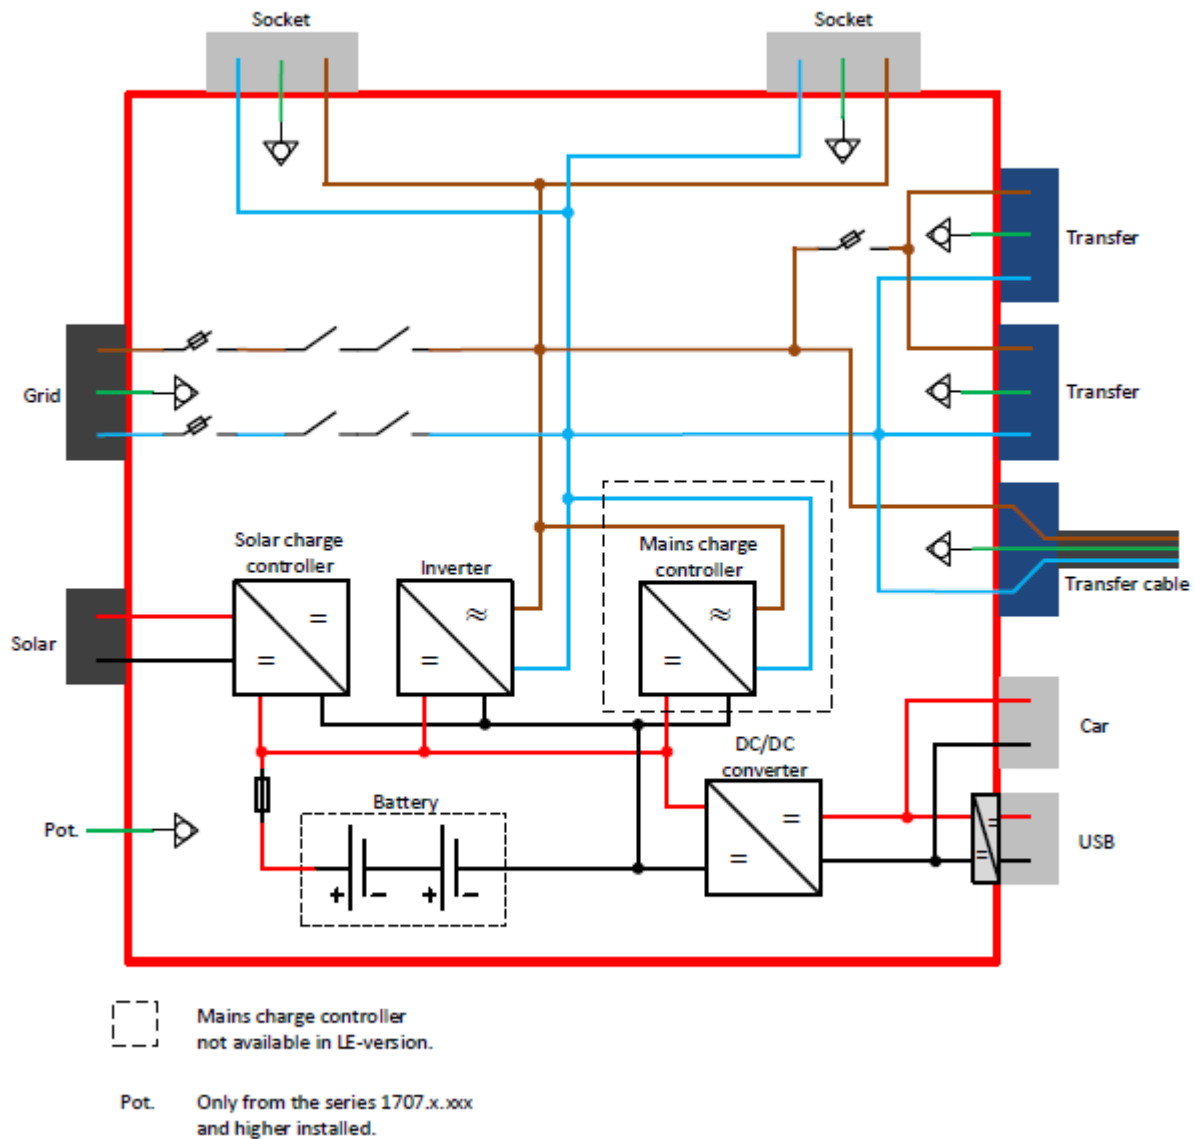 Socket
Socket
Transfer
Grid
Transfer
Solar charge
controller
Inverter
Mains charge
controller
≈
≈
=
=
=
=
Transfer cable
Solar
Car
DC/DC
converter
=
=
Battery
Pot.
+
-
+
-
=
=
USB
Mains charge controller
not available in LE-version.
Pot.
Only from the series 1707.x.xxx
and higher installed.